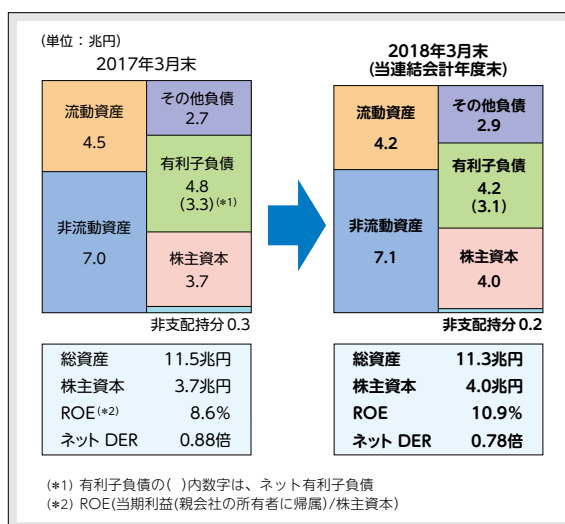 (単位：兆円)
2017年3月末
流動資産
4.5
非流動資産
7.0
その他負債
2.7
有利子負債
4.8
(3.3)(*1)
株主資本
3.7
非支配持分 0.3
総資産 11.5兆円
株主資本 3.7兆円
ROE(*2) 8.6%
ネット DER 0.88倍
2018年3月末
(当連結会計年度末)
流動資産
4.2
非流動資産
7.1
その他負債
2.9
有利子負債
4.2
(3.1)
株主資本
4.0
非支配持分 0.2
総資産 11.3兆円
株主資本 4.0兆円
ROE 10.9%
ネット DER 0.78倍
(*1) 有利子負債の( )内数字は、ネット有利子負債
(*2) ROE(当期利益(親会社の所有者に帰属)/株主資本)